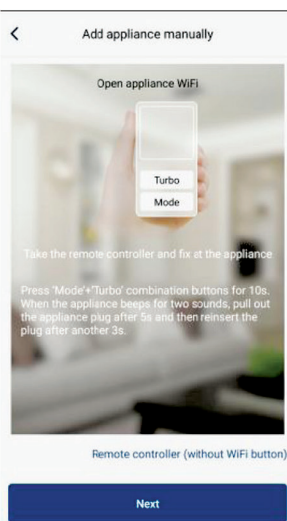 Add appliance manually
Open appliance WiFi
Turbo
Mode
Take the remote controller and fix at the appliance
Press 'Mode'+'Turbo' combination buttons for 10s.
When the appliance beeps for two sounds, pull out
the appliance plug after 5s and then reinsert the
plug after another 3s.
Remote controller (without WiFi button)
Next